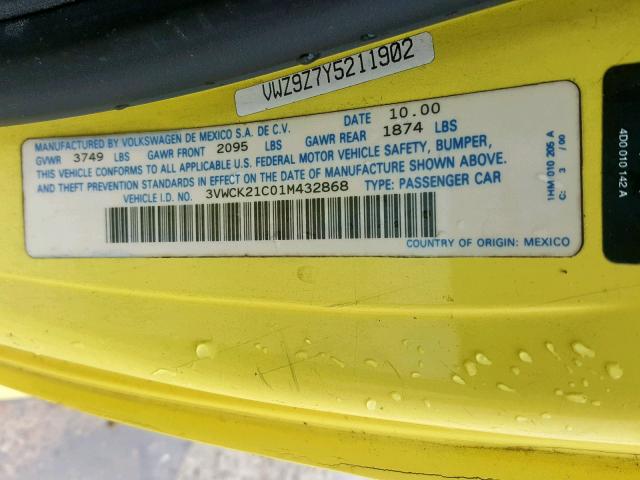 VWZ9Z7Y5211902
MANUFACTURED BY VOLKSWAGEN DE MEXICO S.A. DE C.V. DATE 10.00
GVWR 3749 LBS GAWR FRONT 2095 LBS GAWR REAR 1874 LBS
THIS VEHICLE CONFORMS TO ALL APPLICABLE U.S. FEDERAL MOTOR VEHICLE SAFETY, BUMPER,
AND THEFT PREVENTION STANDARDS IN EFFECT ON THE DATE OF MANUFACTURE SHOWN ABOVE.
VEHICLE I.D. NO. 3VWCK21C01M432868 TYPE: PASSENGER CAR
COUNTRY OF ORIGIN: MEXICO
1HM 010 205 A
C: 3 / 00
4D0 010 142 A